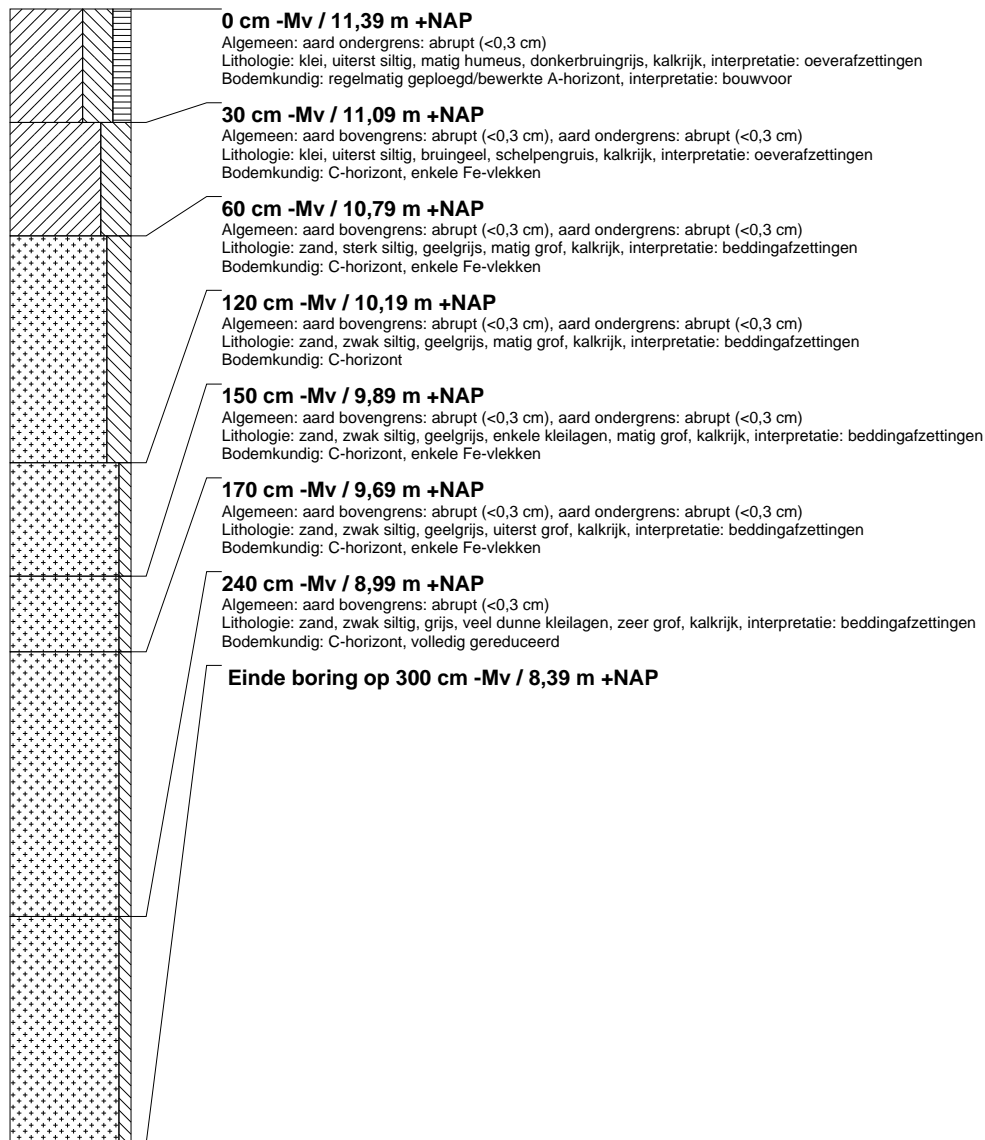 0 cm -Mv / 11,39 m +NAP
Algemeen: aard ondergrens: abrupt (<0,3 cm)
Lithologie: klei, uiterst siltig, matig humeus, donkerbruingrijs, kalkrijk, interpretatie: oeverafzettingen
Bodemkundig: regelmatig geploegd/bewerkte A-horizont, interpretatie: bouwvoor
30 cm -Mv / 11,09 m +NAP
Algemeen: aard bovengrens: abrupt (<0,3 cm), aard ondergrens: abrupt (<0,3 cm)
Lithologie: klei, uiterst siltig, bruingeel, schelpengruis, kalkrijk, interpretatie: oeverafzettingen
Bodemkundig: C-horizont, enkele Fe-vlekken
60 cm -Mv / 10,79 m +NAP
Algemeen: aard bovengrens: abrupt (<0,3 cm), aard ondergrens: abrupt (<0,3 cm)
Lithologie: zand, sterk siltig, geelgrijs, matig grof, kalkrijk, interpretatie: beddingafzettingen
Bodemkundig: C-horizont, enkele Fe-vlekken
120 cm -Mv / 10,19 m +NAP
Algemeen: aard bovengrens: abrupt (<0,3 cm), aard ondergrens: abrupt (<0,3 cm)
Lithologie: zand, zwak siltig, geelgrijs, matig grof, kalkrijk, interpretatie: beddingafzettingen
Bodemkundig: C-horizont
150 cm -Mv / 9,89 m +NAP
Algemeen: aard bovengrens: abrupt (<0,3 cm), aard ondergrens: abrupt (<0,3 cm)
Lithologie: zand, zwak siltig, geelgrijs, enkele kleilagen, matig grof, kalkrijk, interpretatie: beddingafzettingen
Bodemkundig: C-horizont, enkele Fe-vlekken
170 cm -Mv / 9,69 m +NAP
Algemeen: aard bovengrens: abrupt (<0,3 cm), aard ondergrens: abrupt (<0,3 cm)
Lithologie: zand, zwak siltig, geelgrijs, uiterst grof, kalkrijk, interpretatie: beddingafzettingen
Bodemkundig: C-horizont, enkele Fe-vlekken
240 cm -Mv / 8,99 m +NAP
Algemeen: aard bovengrens: abrupt (<0,3 cm)
Lithologie: zand, zwak siltig, grijs, veel dunne kleilagen, zeer grof, kalkrijk, interpretatie: beddingafzettingen
Bodemkundig: C-horizont, volledig gereduceerd
Einde boring op 300 cm -Mv / 8,39 m +NAP